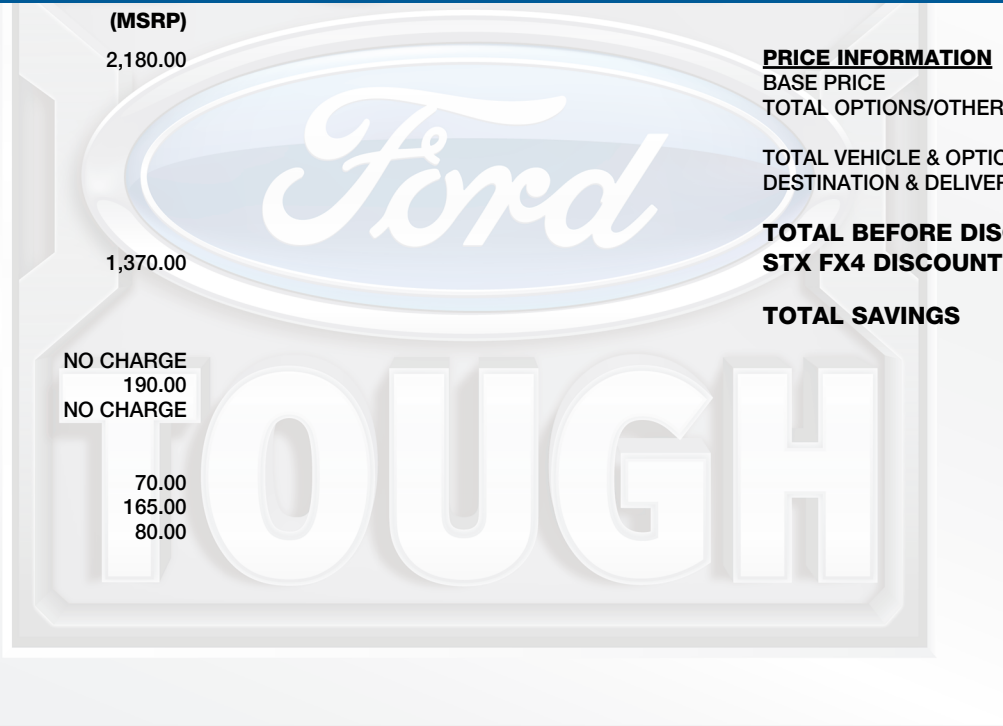 (MSRP)
2,180.00
1,370.00
NO CHARGE
190.00
NO CHARGE
70.00
165.00
80.00
PRICE INFORMATION
BASE PRICE
TOTAL OPTIONS/OTHER
TOTAL VEHICLE & OPTIO
DESTINATION & DELIVER
TOTAL BEFORE DIS
STX FX4 DISCOUNT
TOTAL SAVINGS
Ford
TOUGH